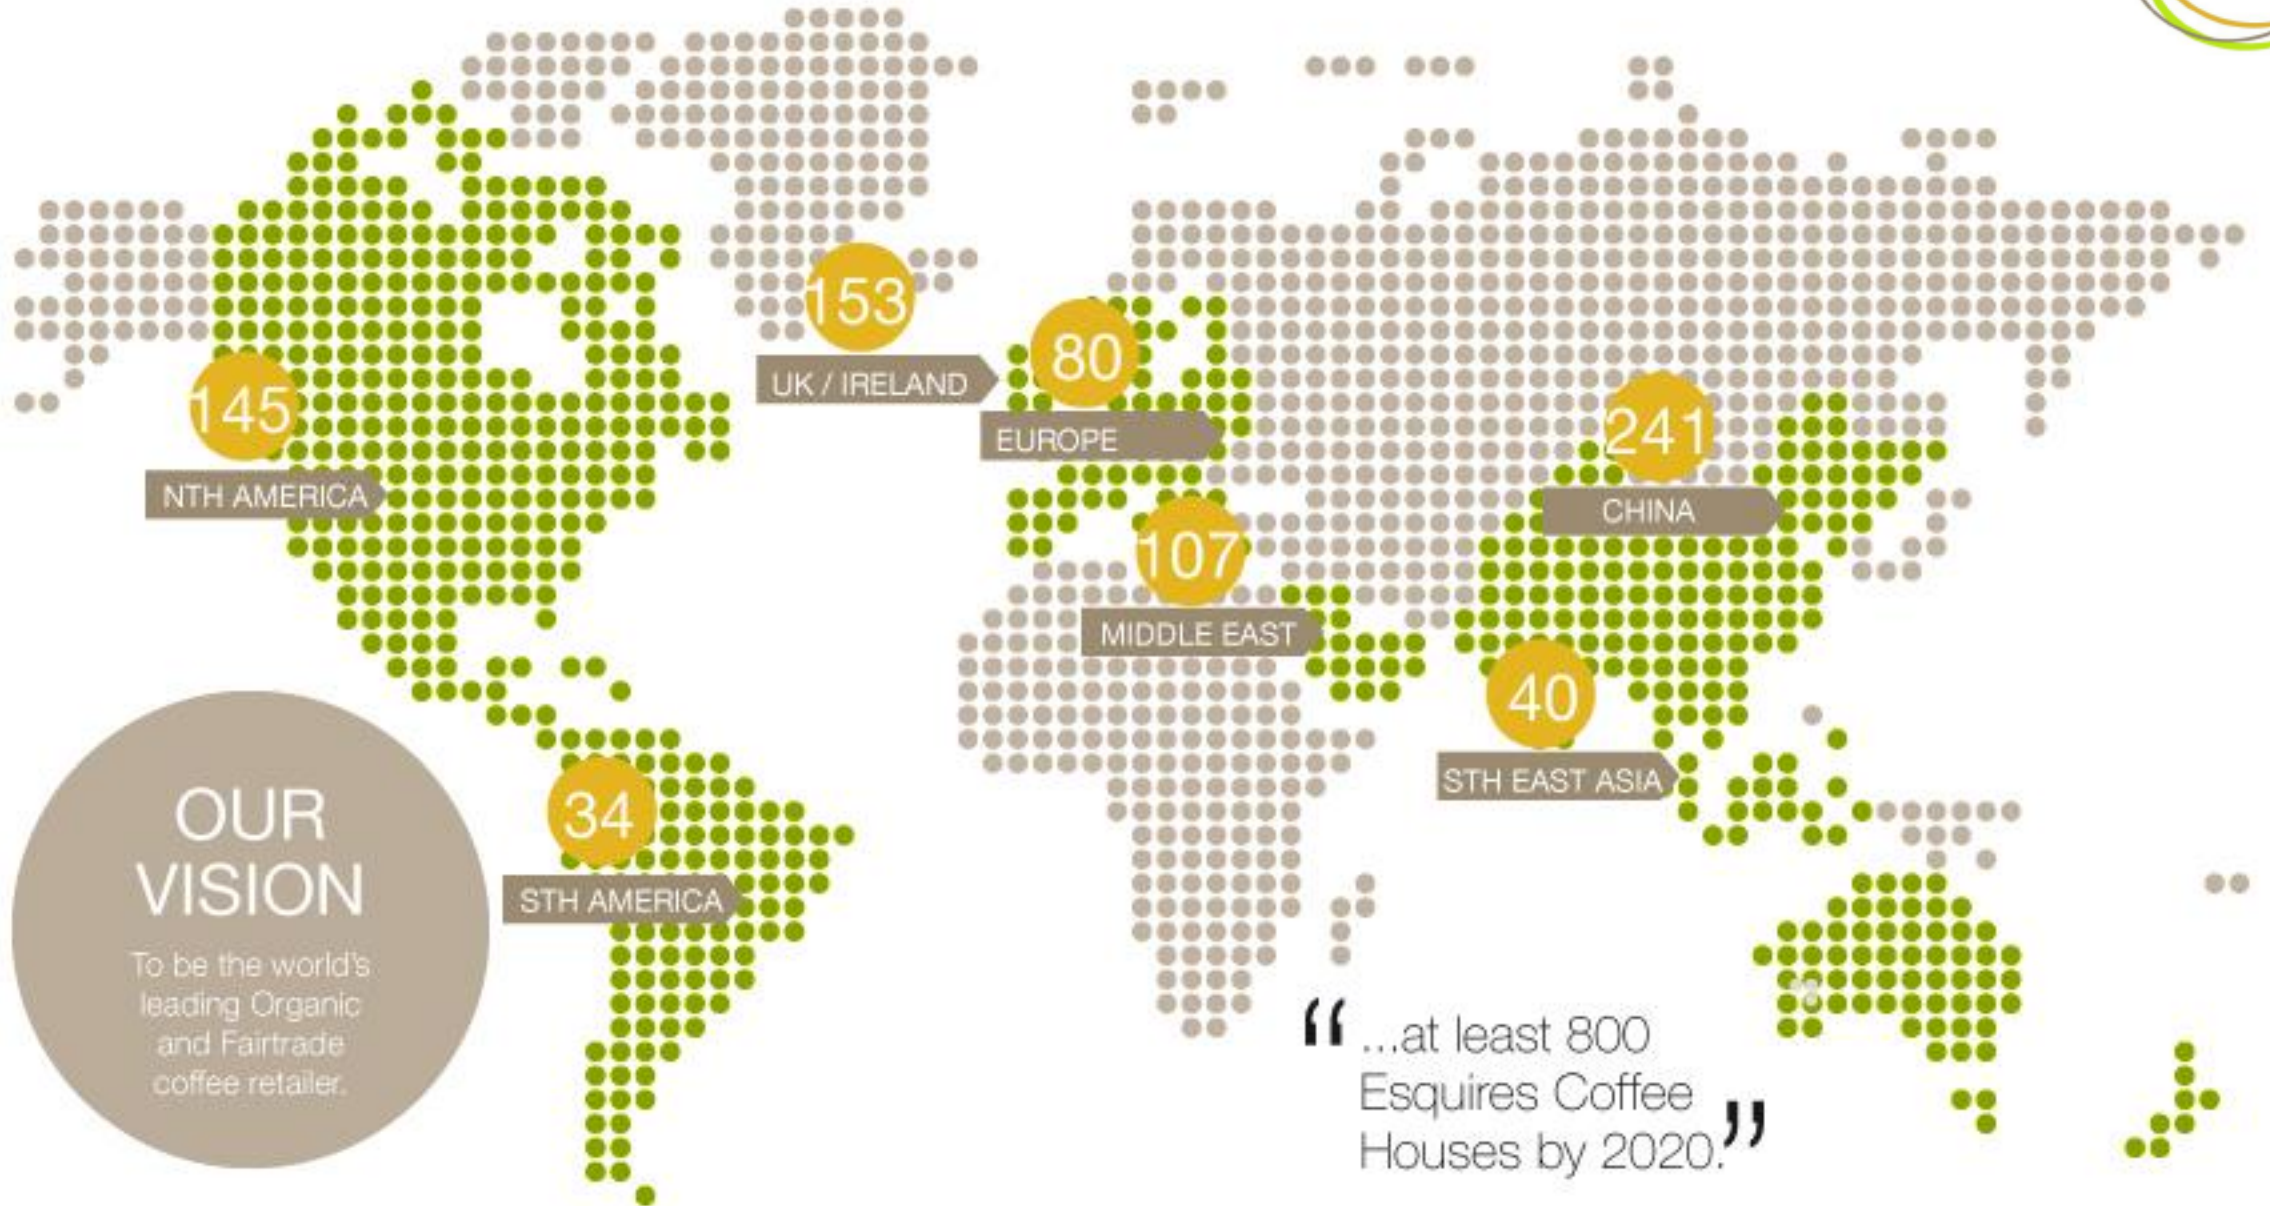 153
80
UK / IRELAND
145
241
EUROPE
NTH AMERICA
CHINA
107
MIDDLE EAST
40
STH EAST ASIA
34
STH AMERICA
OUR
VISION
To be the world's
leading Organic
and Fairtrade
coffee retailer.
“...at least 800
Esquires Coffee
Houses by 2020.”